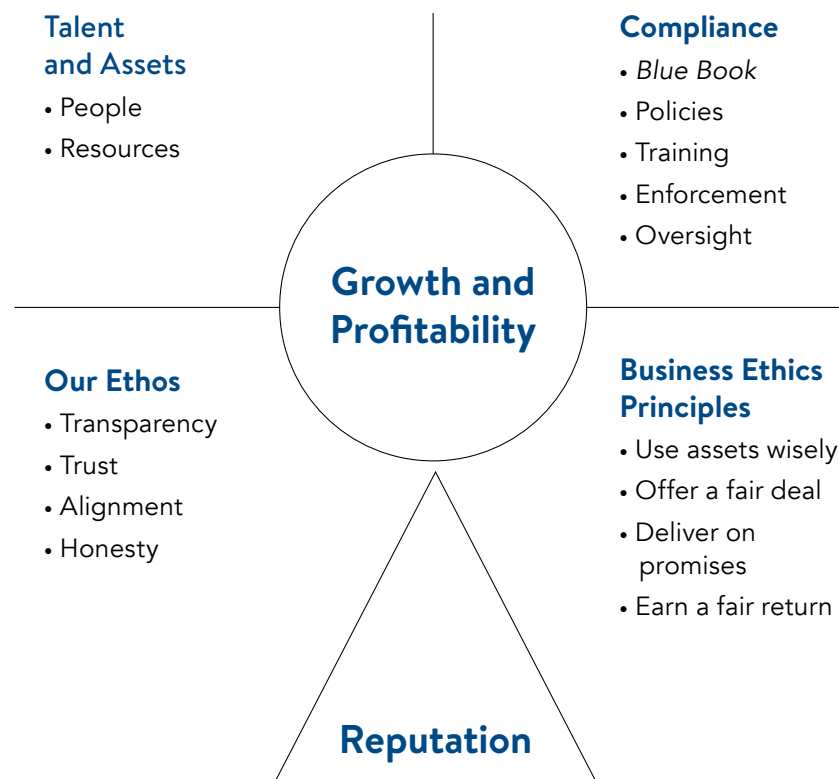 Talent
and Assets
• People
• Resources
Compliance
• Blue Book
• Policies
• Training
• Enforcement
• Oversight
Growth and
Profitability
Our Ethos
• Transparency
• Trust
• Alignment
• Honesty
Business Ethics
Principles
• Use assets wisely
• Offer a fair deal
• Deliver on
promises
• Earn a fair return
Reputation